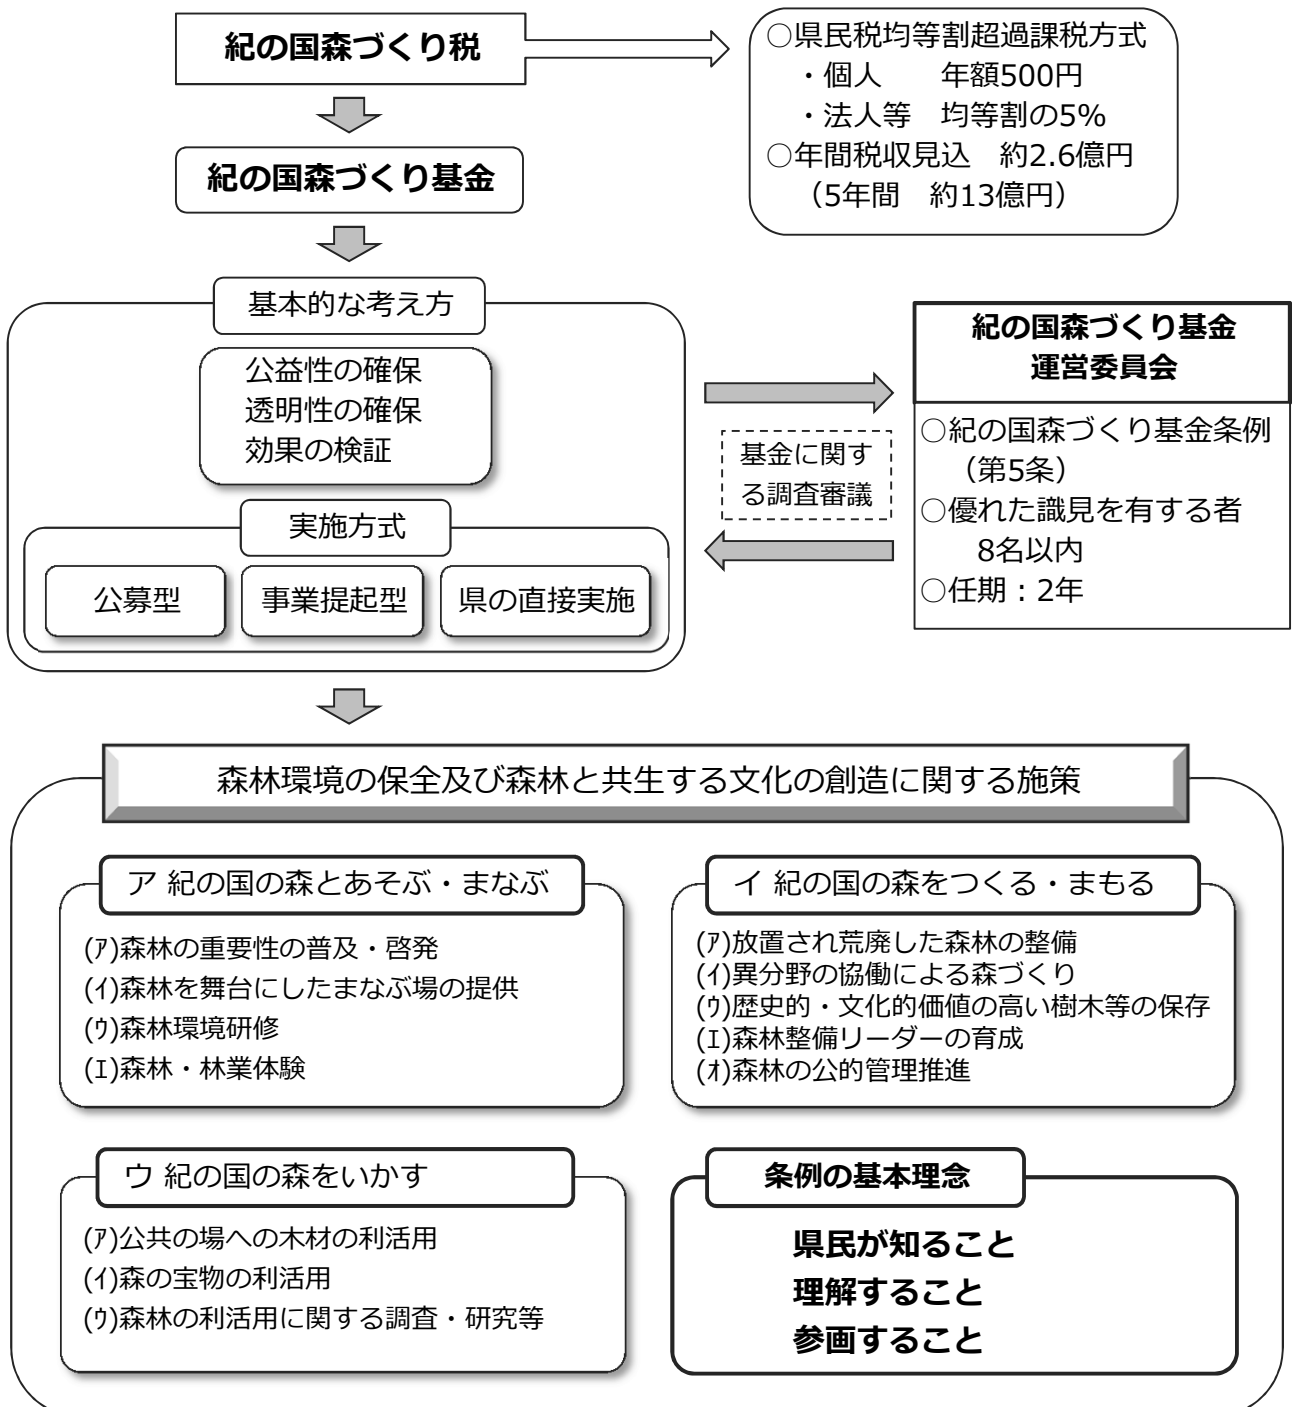 紀の国森づくり税
○県民税均等割超過課税方式
・個人　　年額500円
・法人等　均等割の5%
○年間税収見込　約2.6億円
（5年間　約13億円）
紀の国森づくり基金
基本的な考え方
公益性の確保
透明性の確保
効果の検証
実施方式
公募型
事業提起型
県の直接実施
基金に関す
る調査審議
紀の国森づくり基金
運営委員会
○紀の国森づくり基金条例
（第5条）
○優れた識見を有する者
8名以内
○任期：2年
森林環境の保全及び森林と共生する文化の創造に関する施策
ア 紀の国の森とあそぶ・まなぶ
(ｱ)森林の重要性の普及・啓発
(ｲ)森林を舞台にしたまなぶ場の提供
(ｳ)森林環境研修
(ｴ)森林・林業体験
イ 紀の国の森をつくる・まもる
(ｱ)放置され荒廃した森林の整備
(ｲ)異分野の協働による森づくり
(ｳ)歴史的・文化的価値の高い樹木等の保存
(ｴ)森林整備リーダーの育成
(ｵ)森林の公的管理推進
ウ 紀の国の森をいかす
(ｱ)公共の場への木材の利活用
(ｲ)森の宝物の利活用
(ｳ)森林の利活用に関する調査・研究等
条例の基本理念
県民が知ること
理解すること
参画すること